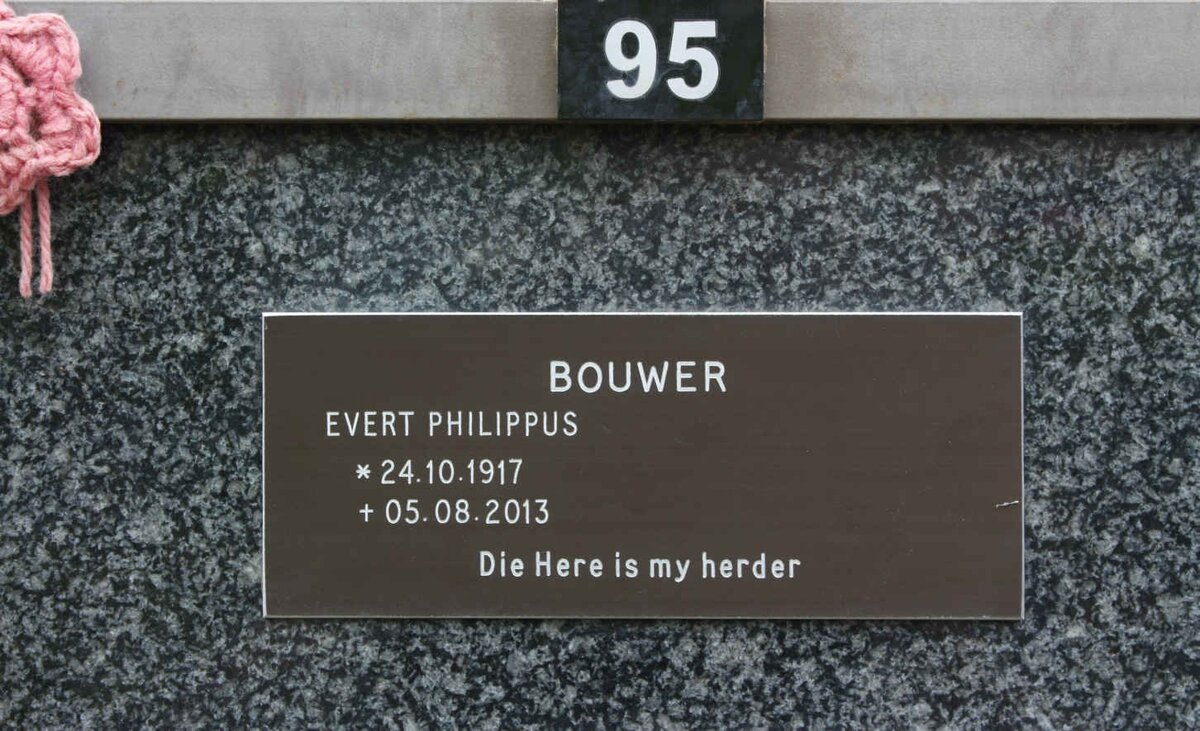 95
BOUWER
EVERT PHILIPPUS
* 24.10.1917
+ 05.08.2013
Die Here is my herder